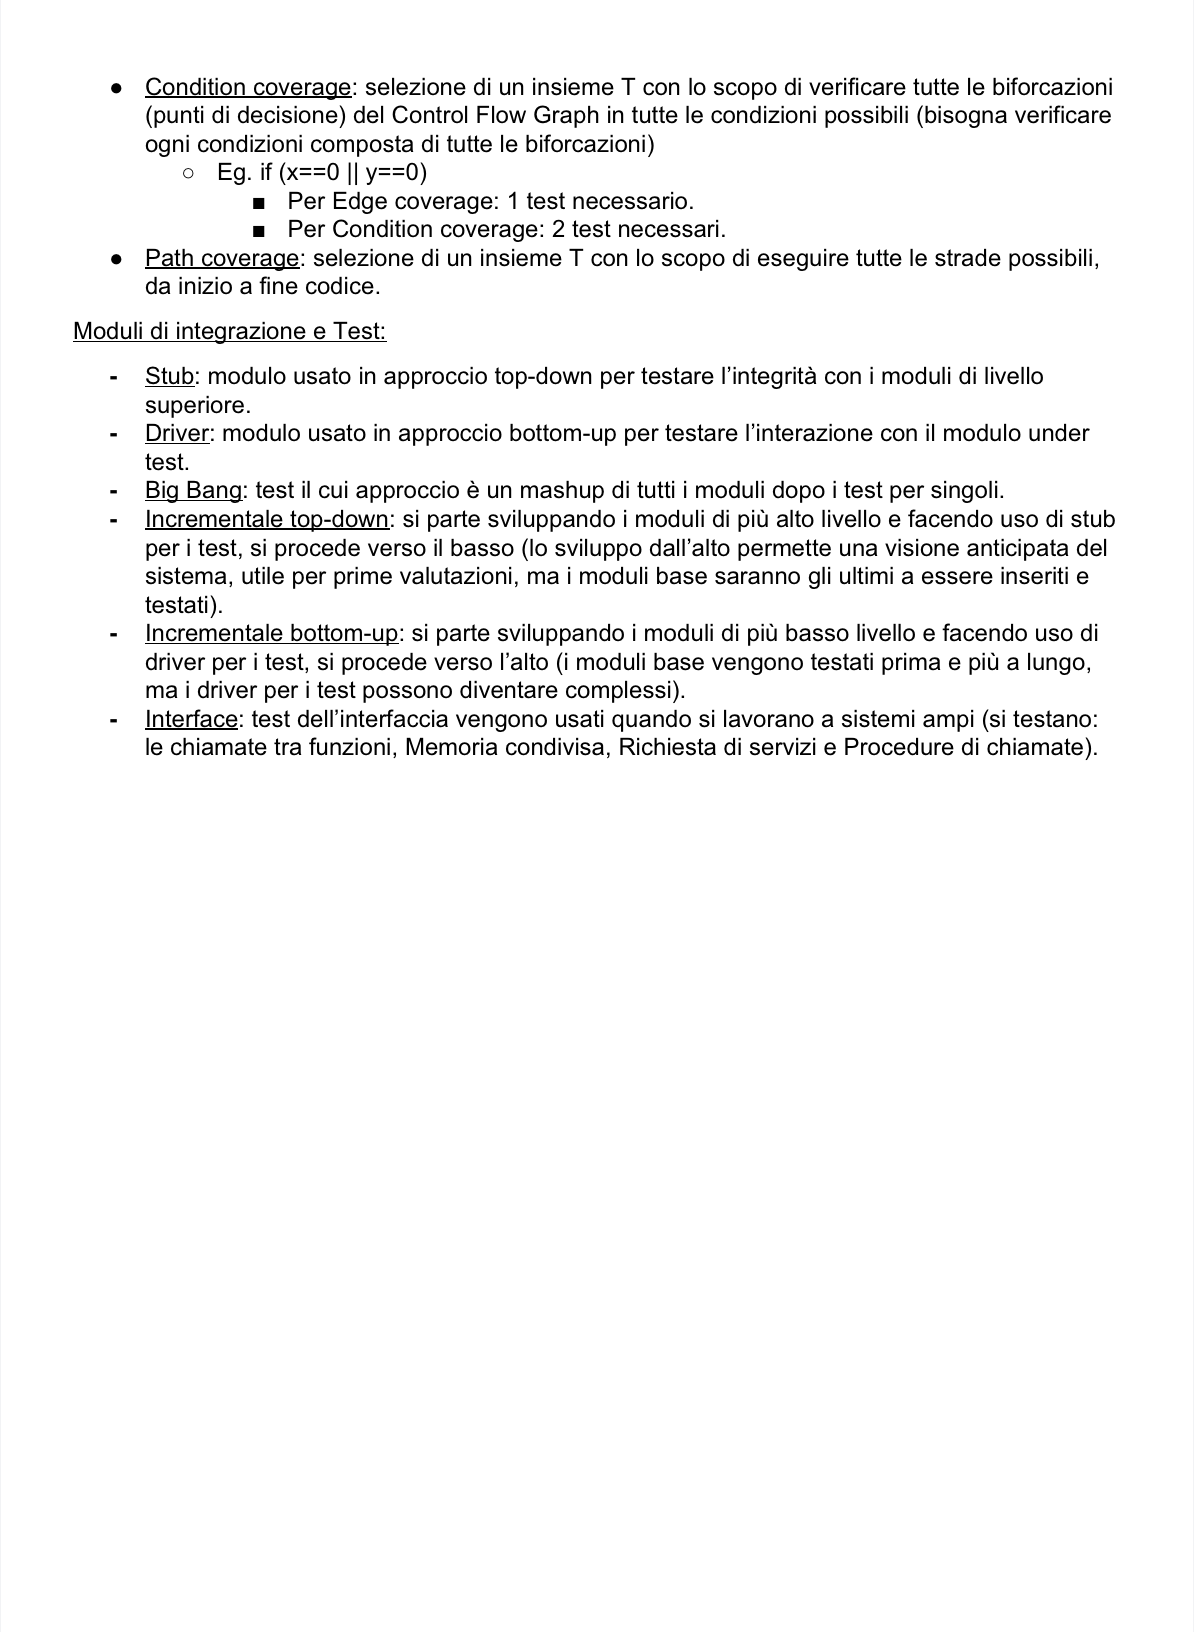 ● Condition coverage: selezione di un insieme T con lo scopo di verificare tutte le biforcazioni
(punti di decisione) del Control Flow Graph in tutte le condizioni possibili (bisogna verificare
ogni condizioni composta di tutte le biforcazioni)
○ Eg. if (x==0 || y==0)
■ Per Edge coverage: 1 test necessario.
■ Per Condition coverage: 2 test necessari.
● Path coverage: selezione di un insieme T con lo scopo di eseguire tutte le strade possibili,
da inizio a fine codice.
Moduli di integrazione e Test:
- Stub: modulo usato in approccio top-down per testare l’integrità con i moduli di livello
superiore.
- Driver: modulo usato in approccio bottom-up per testare l’interazione con il modulo under
test.
- Big Bang: test il cui approccio è un mashup di tutti i moduli dopo i test per singoli.
- Incrementale top-down: si parte sviluppando i moduli di più alto livello e facendo uso di stub
per i test, si procede verso il basso (lo sviluppo dall’alto permette una visione anticipata del
sistema, utile per prime valutazioni, ma i moduli base saranno gli ultimi a essere inseriti e
testati).
- Incrementale bottom-up: si parte sviluppando i moduli di più basso livello e facendo uso di
driver per i test, si procede verso l’alto (i moduli base vengono testati prima e più a lungo,
ma i driver per i test possono diventare complessi).
- Interface: test dell’interfaccia vengono usati quando si lavorano a sistemi ampi (si testano:
le chiamate tra funzioni, Memoria condivisa, Richiesta di servizi e Procedure di chiamate).